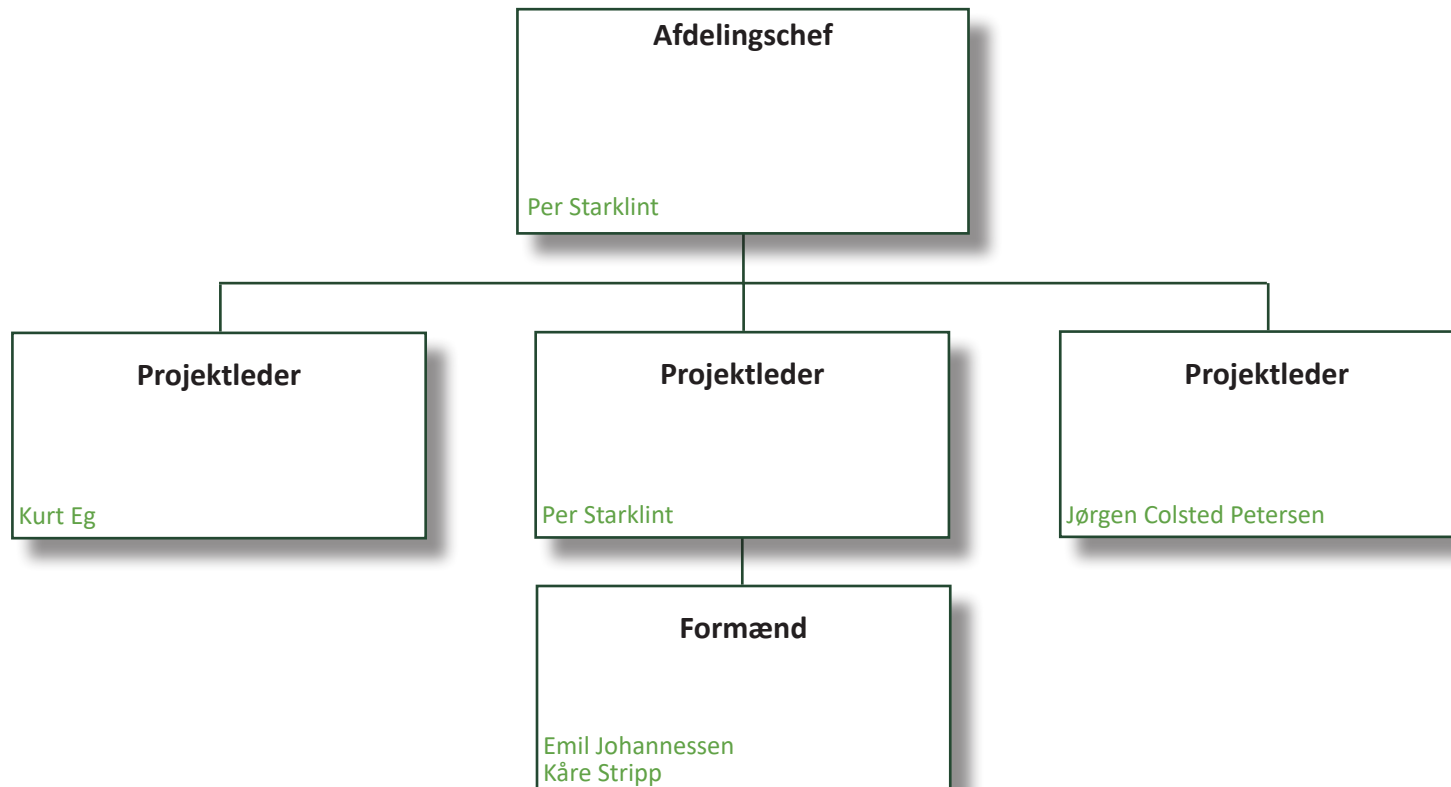 Afdelingschef
Per Starklint
Projektleder
Kurt Eg
Projektleder
Per Starklint
Projektleder
Jørgen Colsted Petersen
Formænd
Emil Johannessen
Kåre Stripp